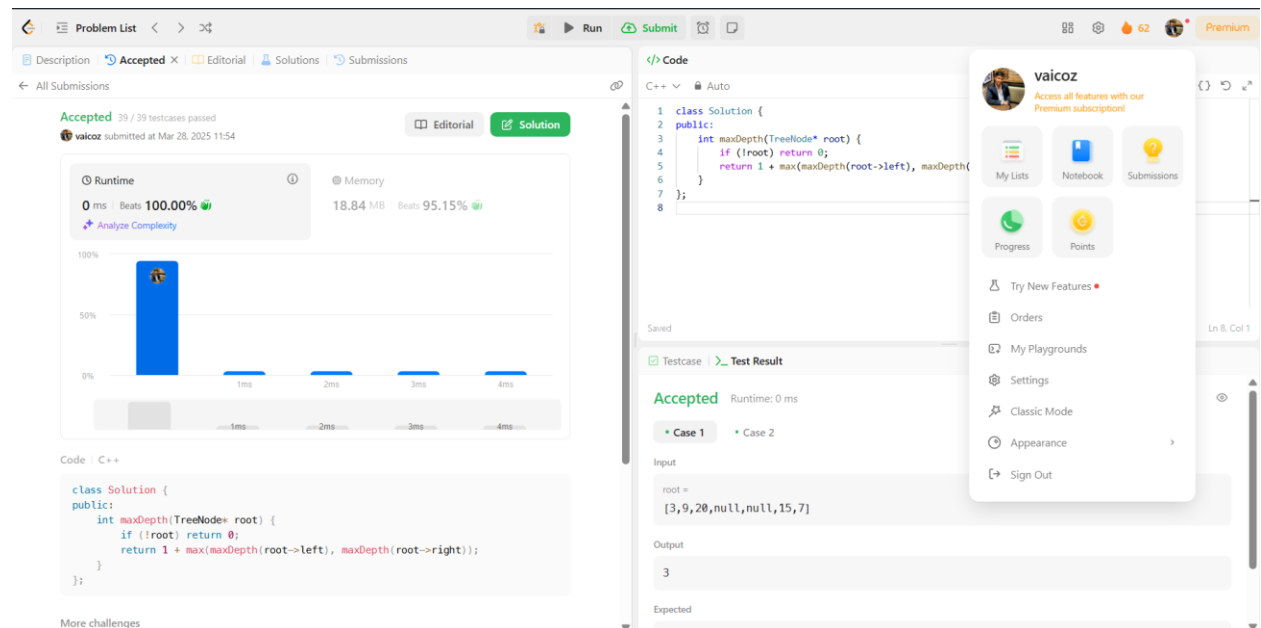 Problem List
Run
Submit
62
Premium
Description
Accepted
Editorial
Solutions
Submissions
All Submissions
Accepted 39 / 39 testcases passed
vaicoz submitted at Mar 28, 2025 11:54
Editorial
Solution
Runtime
0 ms Beats 100.00%
Analyze Complexity
Memory
18.84 MB Beats 95.15%
100%
50%
0%
1ms 2ms 3ms 4ms
1ms 2ms 3ms 4ms
Code C++
class Solution {
public:
    int maxDepth(TreeNode* root) {
        if (!root) return 0;
        return 1 + max(maxDepth(root->left), maxDepth(root->right));
    }
};
More challenges
</> Code
C++ Auto
1 class Solution {
2 public:
3     int maxDepth(TreeNode* root) {
4         if (!root) return 0;
5         return 1 + max(maxDepth(root->left), maxDepth(
6     }
7 };
8
Saved
Ln 8, Col 1
Testcase
>_ Test Result
Accepted Runtime: 0 ms
Case 1
Case 2
Input
root =
[3,9,20,null,null,15,7]
Output
3
Expected
vaicoz
Access all features with our
Premium subscription!
My Lists
Notebook
Submissions
Progress
Points
Try New Features
Orders
My Playgrounds
Settings
Classic Mode
Appearance
Sign Out